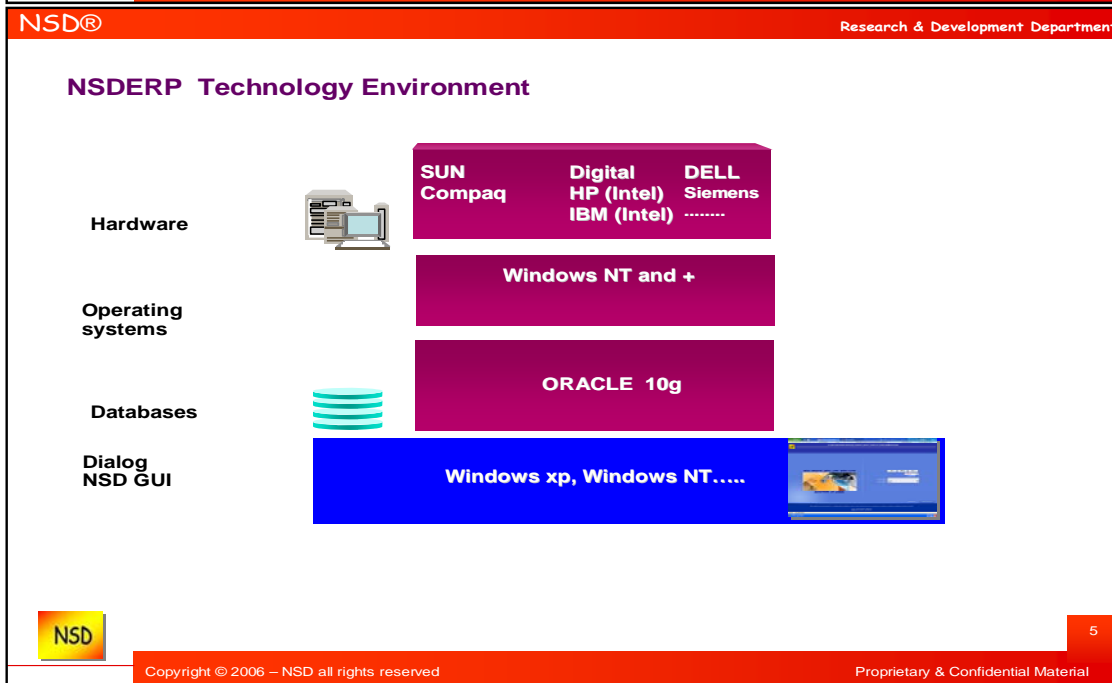 NSD®
Research & Development Department
NSDERP Technology Environment
Hardware
SUN
Compaq
Digital
HP (Intel)
IBM (Intel)
DELL
Siemens
--------
Operating
systems
Windows NT and +
Databases
ORACLE 10g
Dialog
NSD GUI
Windows xp, Windows NT…..
NSD
5
Copyright © 2006 – NSD all rights reserved
Proprietary & Confidential Material